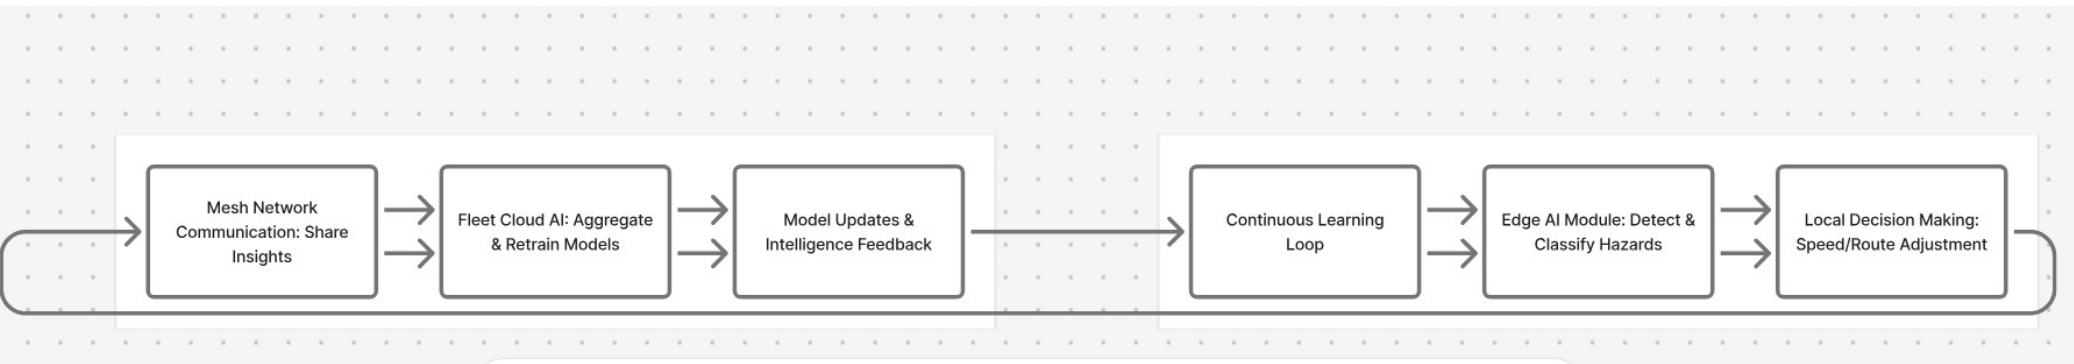 Mesh Network
Communication: Share
Insights
Fleet Cloud AI: Aggregate
& Retrain Models
Model Updates &
Intelligence Feedback
Continuous Learning
Loop
Edge AI Module: Detect &
Classify Hazards
Local Decision Making:
Speed/Route Adjustment